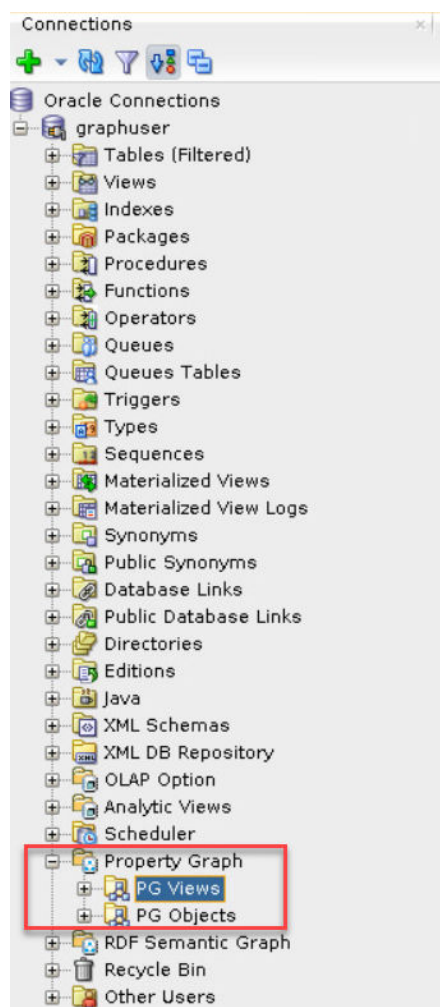 Connections
Oracle Connections
graphuser
Tables (Filtered)
Views
Indexes
Packages
Procedures
Functions
Operators
Queues
Queues Tables
Triggers
Types
Sequences
Materialized Views
Materialized View Logs
Synonyms
Public Synonyms
Database Links
Public Database Links
Directories
Editions
Java
XML Schemas
XML DB Repository
OLAP Option
Analytic Views
Scheduler
Property Graph
PG Views
PG Objects
RDF Semantic Graph
Recycle Bin
Other Users